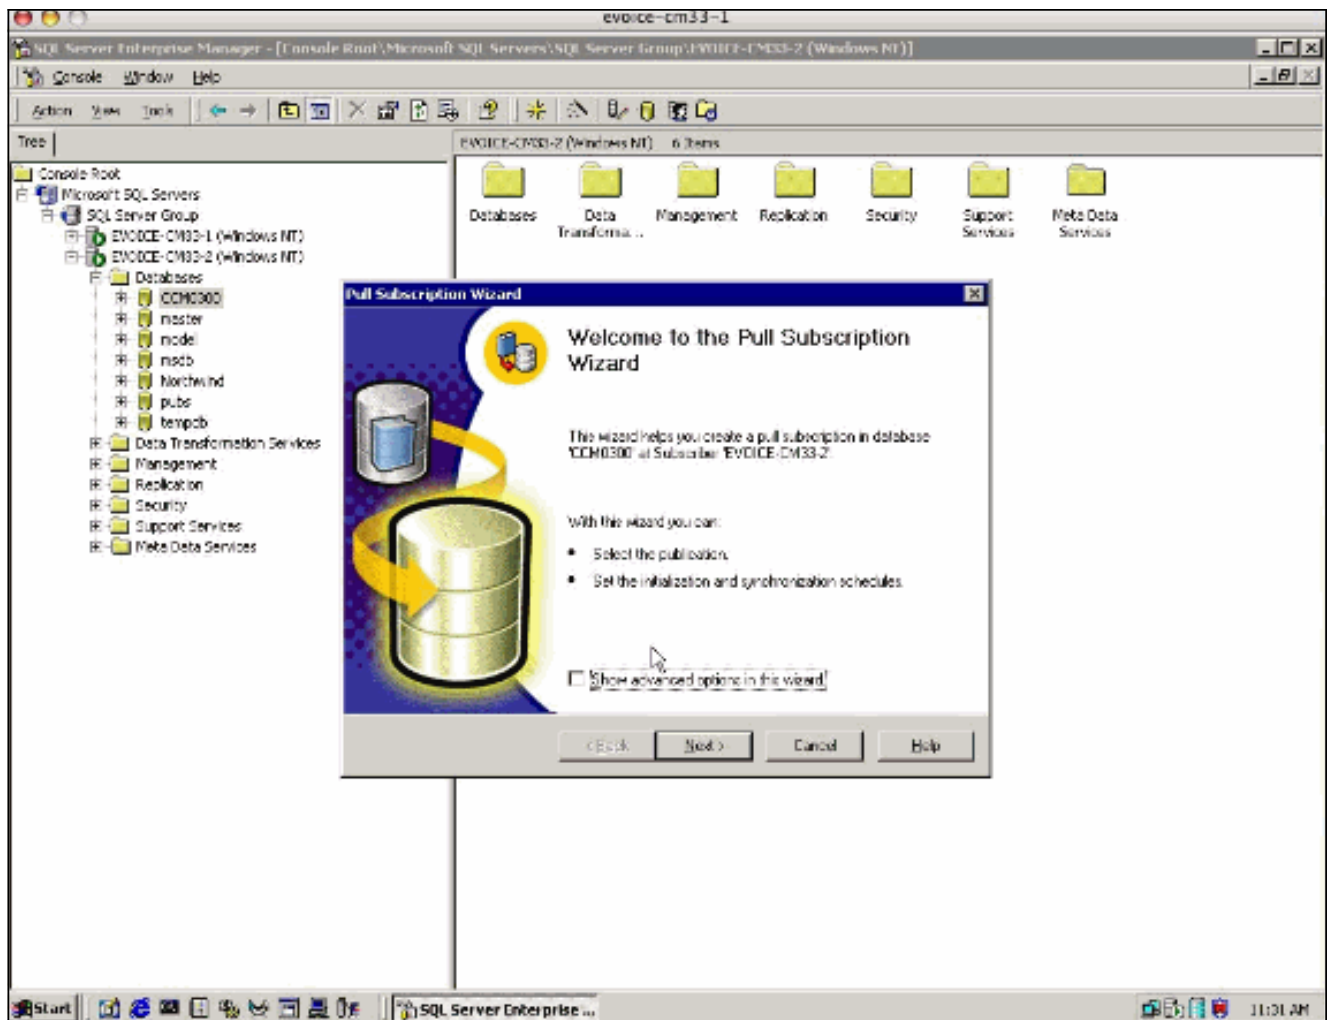 evoice-cm33-1
SQL Server Enterprise Manager - [Console Root\Microsoft SQL Servers\SQL Server Group\EVOICE-CM33-2 (Windows NT)]
Console Window Help
Action View Tools
Tree
EVOICE-CM33-2 (Windows NT) 6 Items
Console Root
Microsoft SQL Servers
SQL Server Group
EVOICE-CM33-1 (Windows NT)
EVOICE-CM33-2 (Windows NT)
Databases
CCM0300
master
model
msdb
Northwind
pubs
tempdb
Data Transformation Services
Management
Replication
Security
Support Services
Meta Data Services
Databases
Data Transforma...
Management
Replication
Security
Support Services
Meta Data Services
Pull Subscription Wizard
Welcome to the Pull Subscription
Wizard
This wizard helps you create a pull subscription in database
'CCM0300' at Subscriber 'EVOICE-CM33-2'.
With this wizard you can:
• Select the publication.
• Set the initialization and synchronization schedules.
Show advanced options in this wizard
< Back Next > Cancel Help
Start SQL Server Enterprise ... 11:31 AM